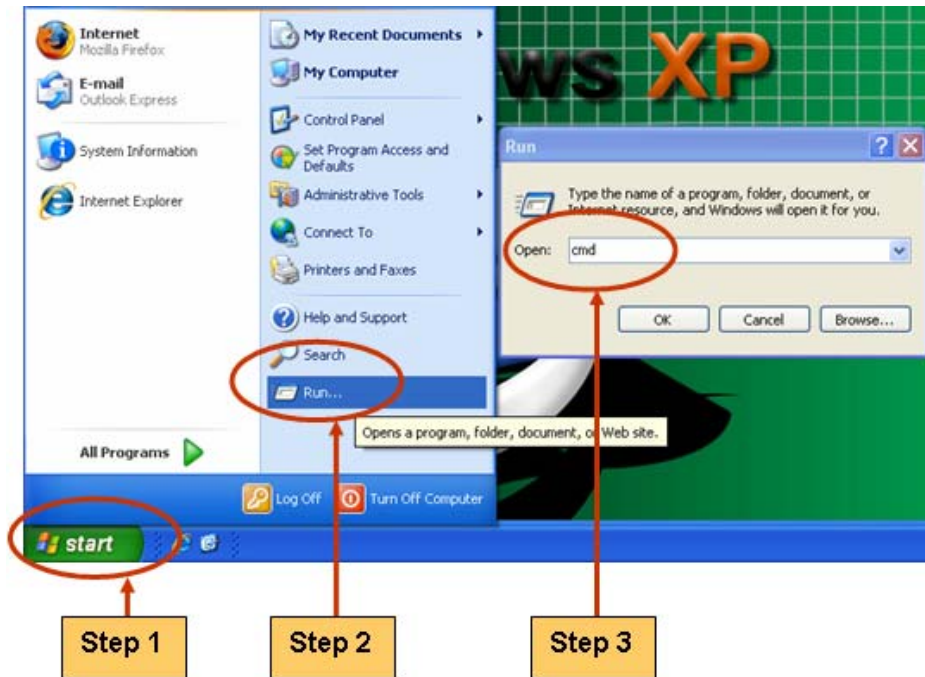 Internet
Mozilla Firefox
E-mail
Outlook Express
System Information
Internet Explorer
All Programs
My Recent Documents
My Computer
Control Panel
Set Program Access and
Defaults
Administrative Tools
Connect To
Printers and Faxes
Help and Support
Search
Run...
Opens a program, folder, document, or Web site.
Log Off
Turn Off Computer
start
ws XP
Run
Type the name of a program, folder, document, or
Internet resource, and Windows will open it for you.
Open: cmd
OK Cancel Browse...
Step 1
Step 2
Step 3